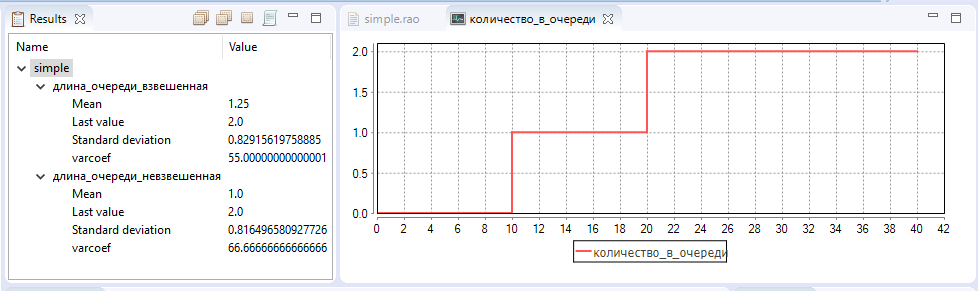 Results
Name Value
simple
длина_очереди_взвешенная
Mean 1.25
Last value 2.0
Standard deviation 0.82915619758885
varcoef 55.00000000000001
длина_очереди_невзвешенная
Mean 1.0
Last value 2.0
Standard deviation 0.816496580927726
varcoef 66.66666666666666
simple.rao количество_в_очереди
2.0
1.5
1.0
0.5
0.0
0 2 4 6 8 10 12 14 16 18 20 22 24 26 28 30 32 34 36 38 40 42
количество_в_очереди